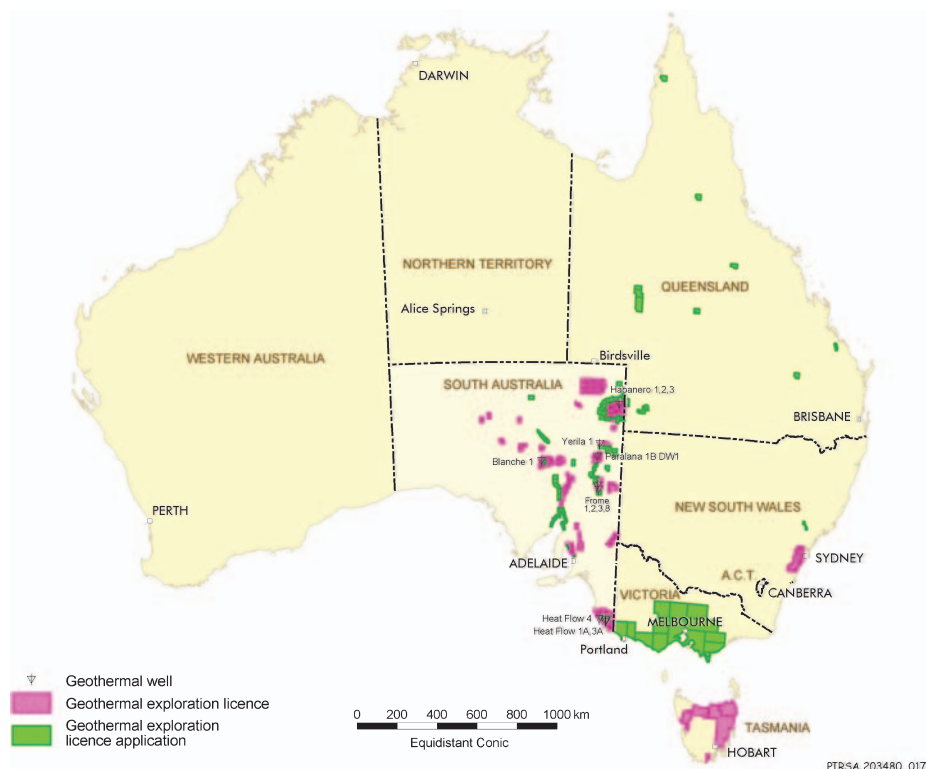 DARWIN
NORTHERN TERRITORY
QUEENSLAND
Alice Springs
WESTERN AUSTRALIA
Birdsville
SOUTH AUSTRALIA
Habanero 1,2,3
BRISBANE
Yerila 1
Paralana 1B DW1
Blanche 1
Frome
1,2,3,8
NEW SOUTH WALES
PERTH
SYDNEY
ADELAIDE
A.C.T.
CANBERRA
VICTORIA
Heat Flow 4
MELBOURNE
Heat Flow 1A,3A
Portland
Geothermal well
Geothermal exploration licence
Geothermal exploration
licence application
0 200 400 600 800 1000 km
Equidistant Conic
TASMANIA
HOBART
PIRSA 203480_017